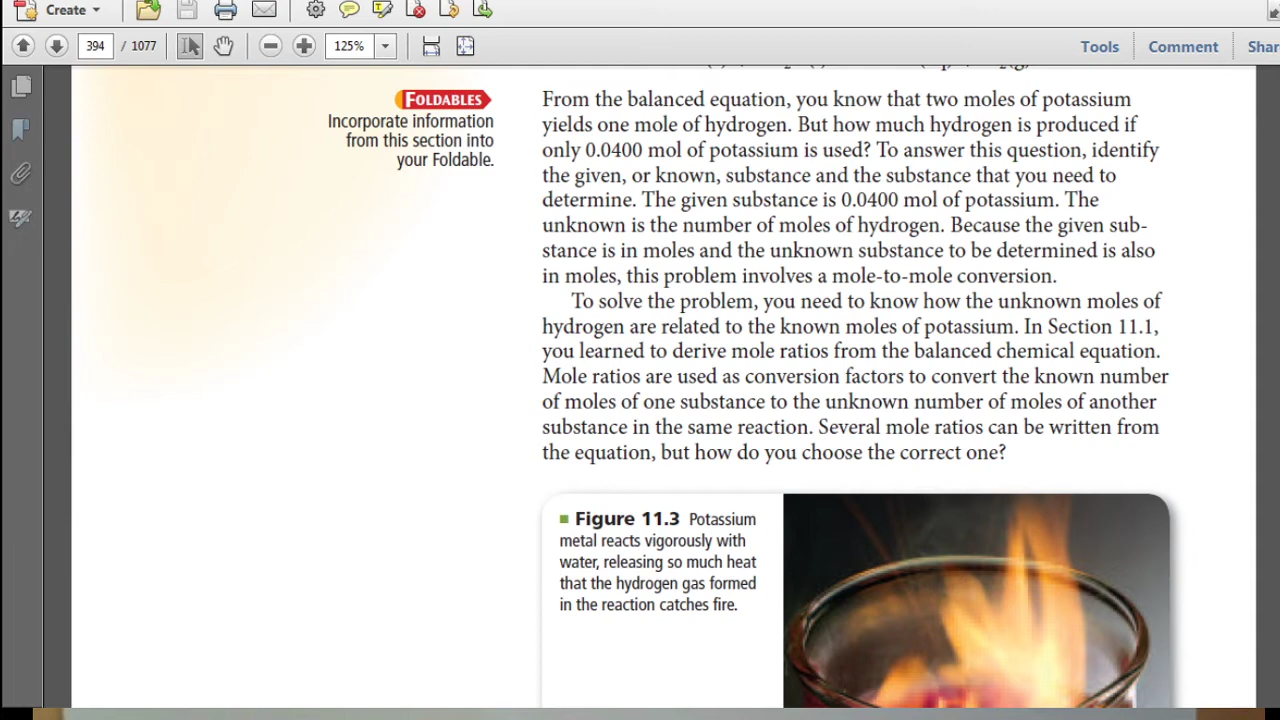 Create
394 / 1077
125%
Tools
Comment
FOLDABLES
Incorporate information
from this section into
your Foldable.
From the balanced equation, you know that two moles of potassium
yields one mole of hydrogen. But how much hydrogen is produced if
only 0.0400 mol of potassium is used? To answer this question, identify
the given, or known, substance and the substance that you need to
determine. The given substance is 0.0400 mol of potassium. The
unknown is the number of moles of hydrogen. Because the given sub-
stance is in moles and the unknown substance to be determined is also
in moles, this problem involves a mole-to-mole conversion.
To solve the problem, you need to know how the unknown moles of
hydrogen are related to the known moles of potassium. In Section 11.1,
you learned to derive mole ratios from the balanced chemical equation.
Mole ratios are used as conversion factors to convert the known number
of moles of one substance to the unknown number of moles of another
substance in the same reaction. Several mole ratios can be written from
the equation, but how do you choose the correct one?
Figure 11.3 Potassium
metal reacts vigorously with
water, releasing so much heat
that the hydrogen gas formed
in the reaction catches fire.